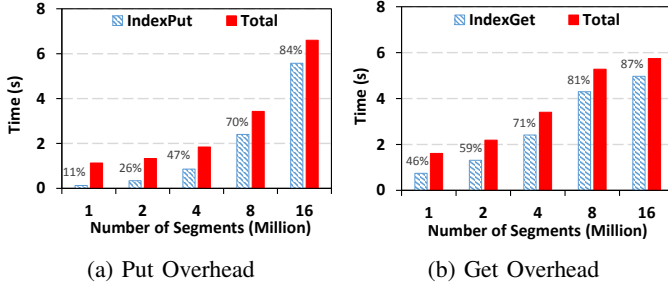 IndexPut Total
Time (s)
8
6
4
2
0
11%
26%
47%
70%
84%
1 2 4 8 16
Number of Segments (Million)
(a) Put Overhead
IndexGet Total
Time (s)
8
6
4
2
0
46%
59%
71%
81%
87%
1 2 4 8 16
Number of Segments (Million)
(b) Get Overhead